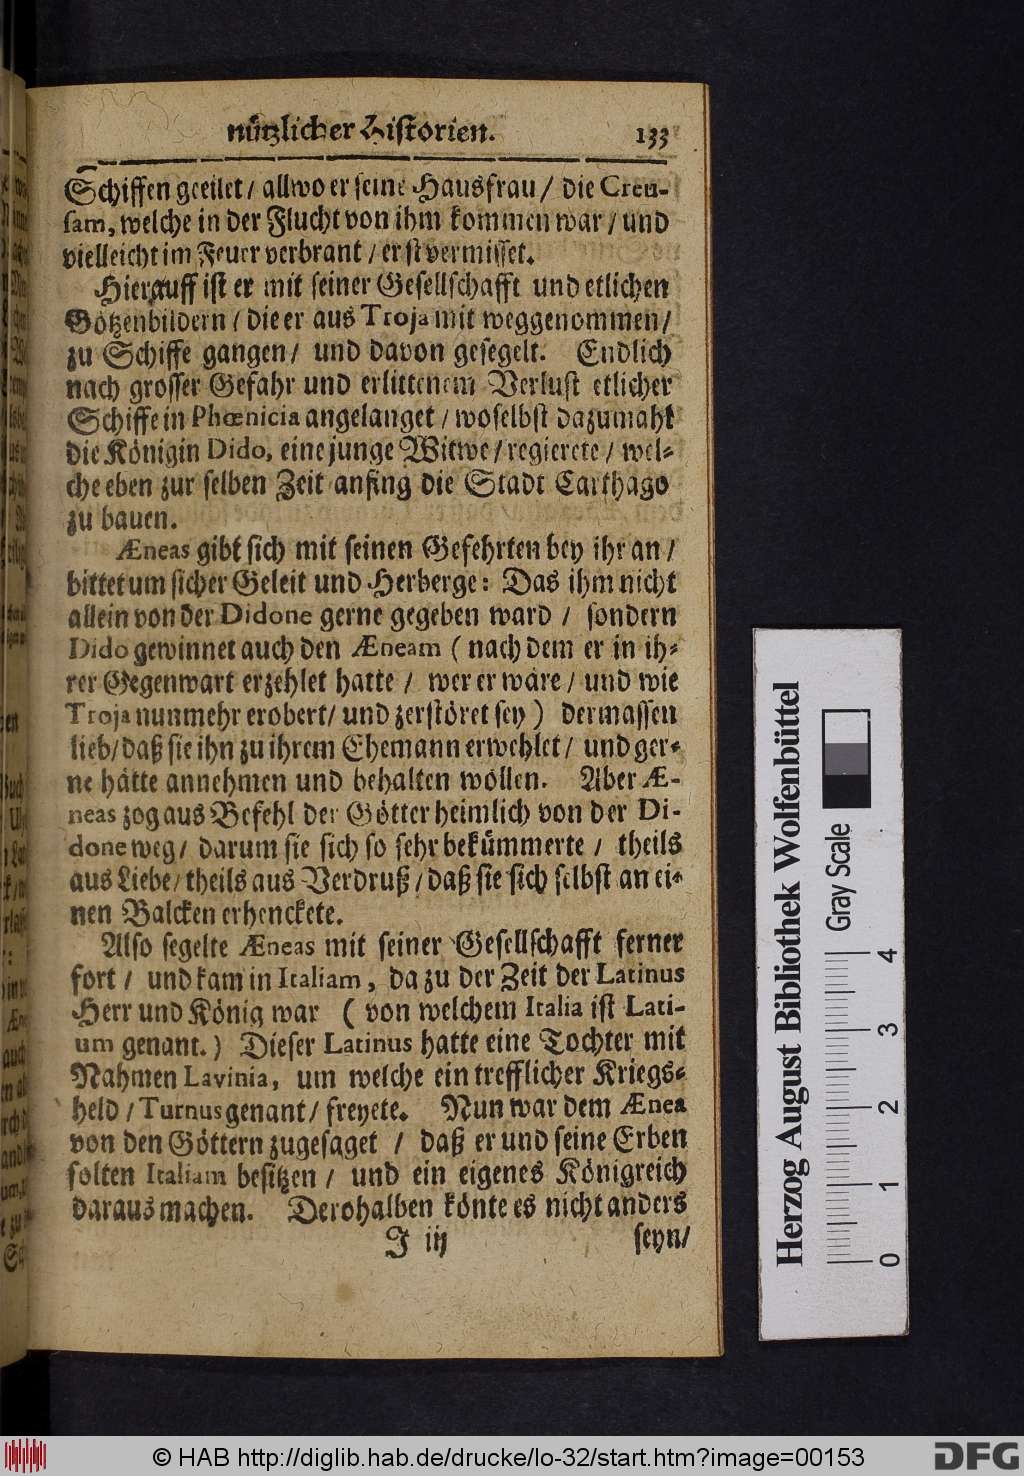 nützlicher Historien. 133
Schiffen geeilet / allwo er seine Hausfrau / die Creu-
sam, welche in der Flucht von ihm kommen war / und
vielleicht im Feuer verbrant / erst vermisset.
Hierauff ist er mit seiner Gesellschafft und etlichen
Götzenbildern / die er aus Troja mit weggenommen /
zu Schiffe gangen / und davon gesegelt. Endlich
nach grosser Gefahr und erlittenem Verlust etlicher
Schiffe in Phœnicia angelanget / woselbst dazumahl
die Königin Dido, eine junge Witwe / regierete / wel-
che eben zur selben Zeit anfing die Stadt Carthago
zu bauen.
Æneas gibt sich mit seinen Gefehrten bey ihr an /
bittet um sicher Geleit und Herberge: Das ihm nicht
allein von der Didone gerne gegeben ward / sondern
Dido gewinnet auch den Æneam ( nach dem er in ih-
rer Gegenwart erzehlet hatte / wer er wäre / und wie
Troja nunmehr erobert / und zerstöret sey ) dermassen
lieb / daß sie ihn zu ihrem Ehemann erwehlet / und ger-
ne hätte annehmen und behalten wollen. Aber Æ-
neas zog aus Befehl der Götter heimlich von der Di-
done weg / darum sie sich so sehr bekümmerte / theils
aus Liebe / theils aus Verdruß / daß sie sich selbst an ei-
nen Balcken erhenckete.
Also segelte Æneas mit seiner Gesellschafft ferner
fort / und kam in Italiam, da zu der Zeit der Latinus
Herr und König war ( von welchem Italia ist Lati-
um genant. ) Dieser Latinus hatte eine Tochter mit
Nahmen Lavinia, um welche ein trefflicher Kriegs-
held / Turnus genant / freyete. Nun war dem Ænea
von den Göttern zugesaget / daß er und seine Erben
solten Italiam besitzen / und ein eigenes Königreich
daraus machen. Derohalben könte es nicht anders
J iij seyn /
Herzog August Bibliothek Wolfenbüttel
Gray Scale
0 1 2 3 4
© HAB http://diglib.hab.de/drucke/lo-32/start.htm?image=00153
DFG